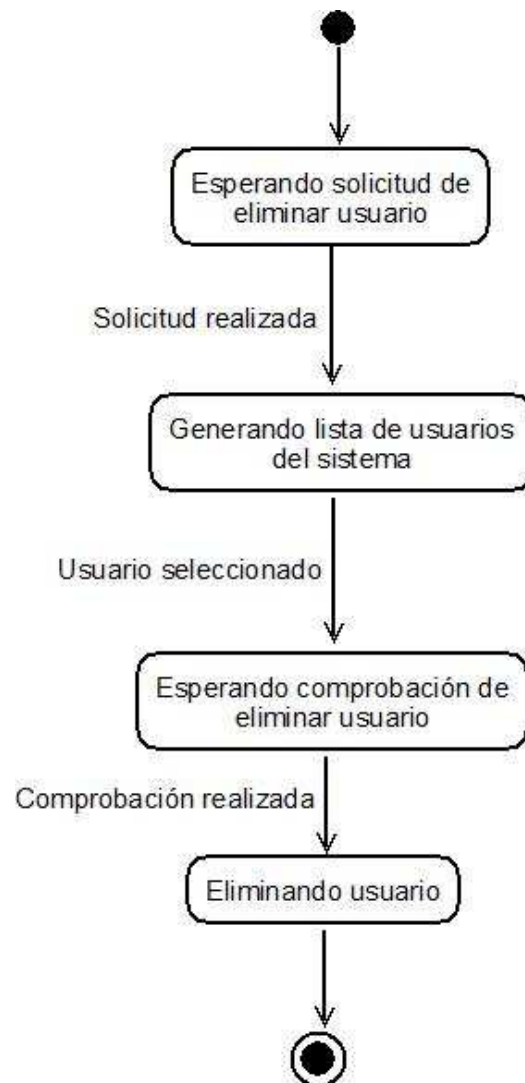 Esperando solicitud de
eliminar usuario
Solicitud realizada
Generando lista de usuarios
del sistema
Usuario seleccionado
Esperando comprobación de
eliminar usuario
Comprobación realizada
Eliminando usuario